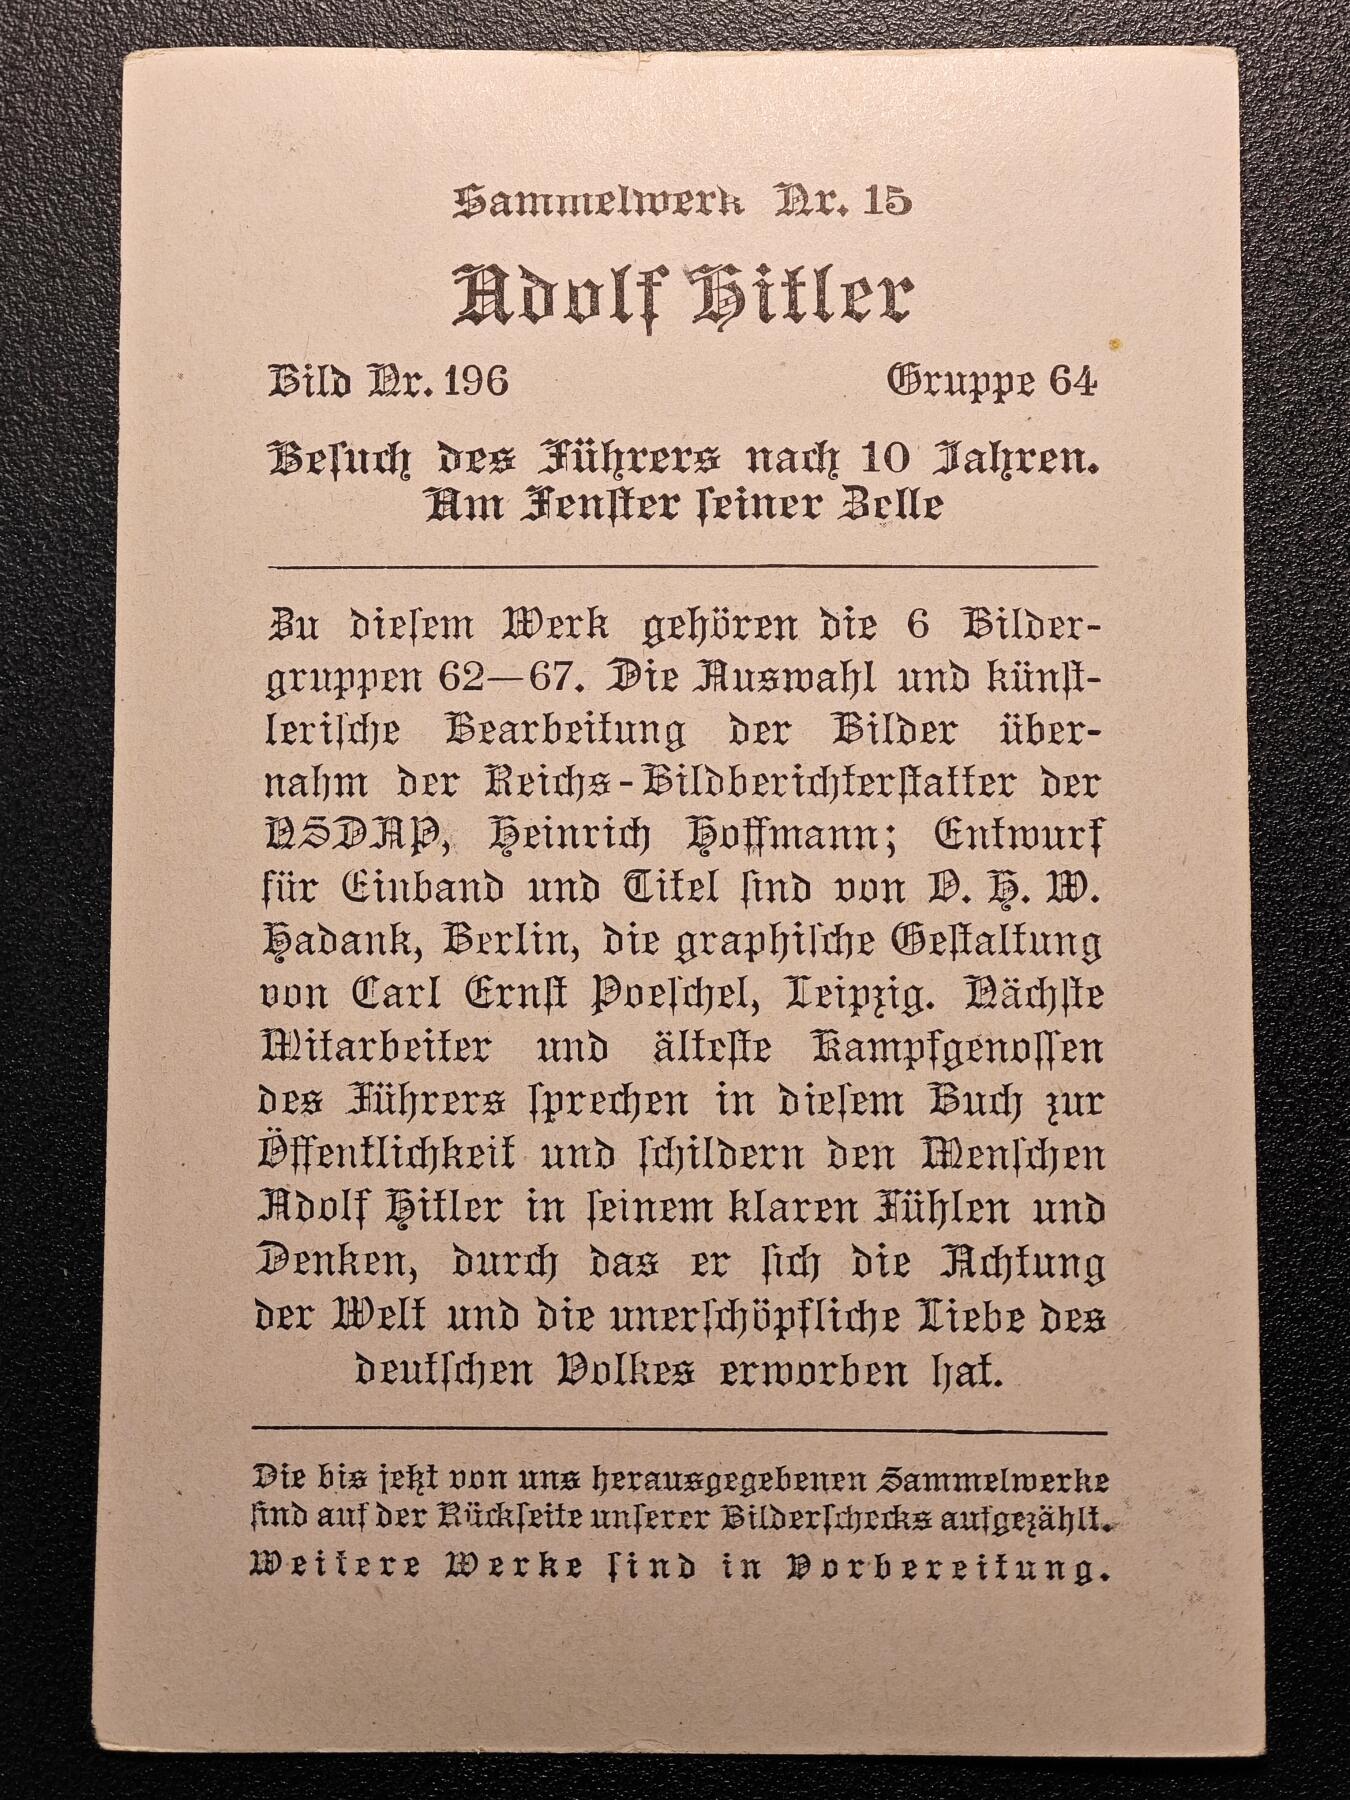 Sammelwerk Nr. 15
Adolf Hitler
Bild Nr. 196 Gruppe 64
Beſuch des Führers nach 10 Jahren.
Am Fenſter ſeiner Zelle
Zu dieſem Werk gehören die 6 Bilder-
gruppen 62—67. Die Auswahl und künſt-
leriſche Bearbeitung der Bilder über-
nahm der Reichs-Bildberichterſtatter der
NSDAP, Heinrich Hoffmann; Entwurf
für Einband und Titel ſind von O. H. W.
Hadank, Berlin, die graphiſche Geſtaltung
von Carl Ernſt Poeſchel, Leipzig. Nächſte
Mitarbeiter und älteſte Kampfgenoſſen
des Führers ſprechen in dieſem Buch zur
Öffentlichkeit und ſchildern den Menſchen
Adolf Hitler in ſeinem klaren Fühlen und
Denken, durch das er ſich die Achtung
der Welt und die unerſchöpfliche Liebe des
deutſchen Volkes erworben hat.
Die bis jetzt von uns herausgegebenen Sammelwerke
ſind auf der Rückſeite unſerer Bilderſchecks aufgezählt.
Weitere Werke ſind in Vorbereitung.